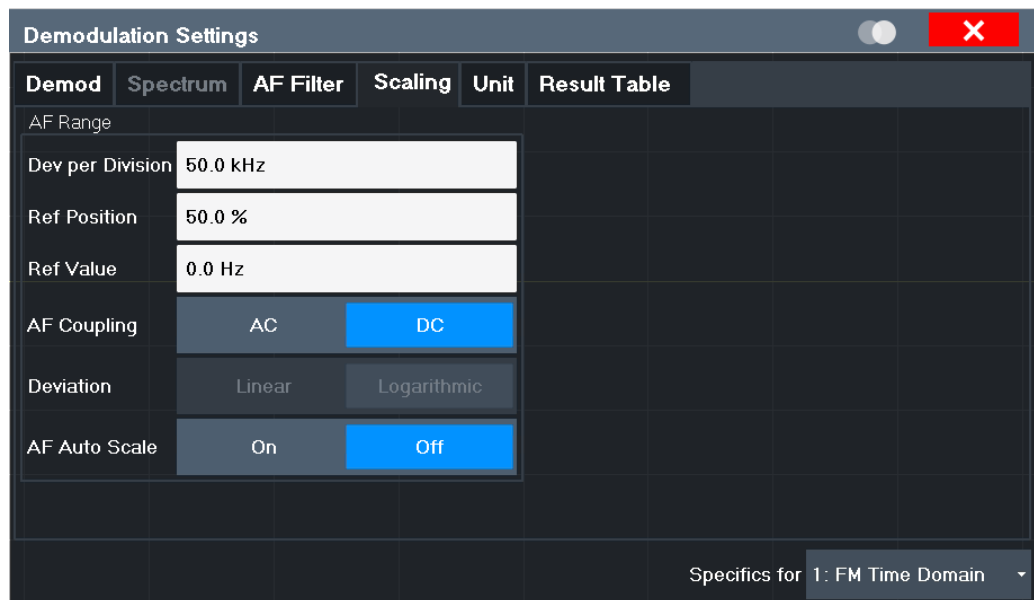 Demodulation Settings
Demod Spectrum AF Filter Scaling Unit Result Table
AF Range
Dev per Division 50.0 kHz
Ref Position 50.0 %
Ref Value 0.0 Hz
AF Coupling AC DC
Deviation Linear Logarithmic
AF Auto Scale On Off
Specifics for 1: FM Time Domain